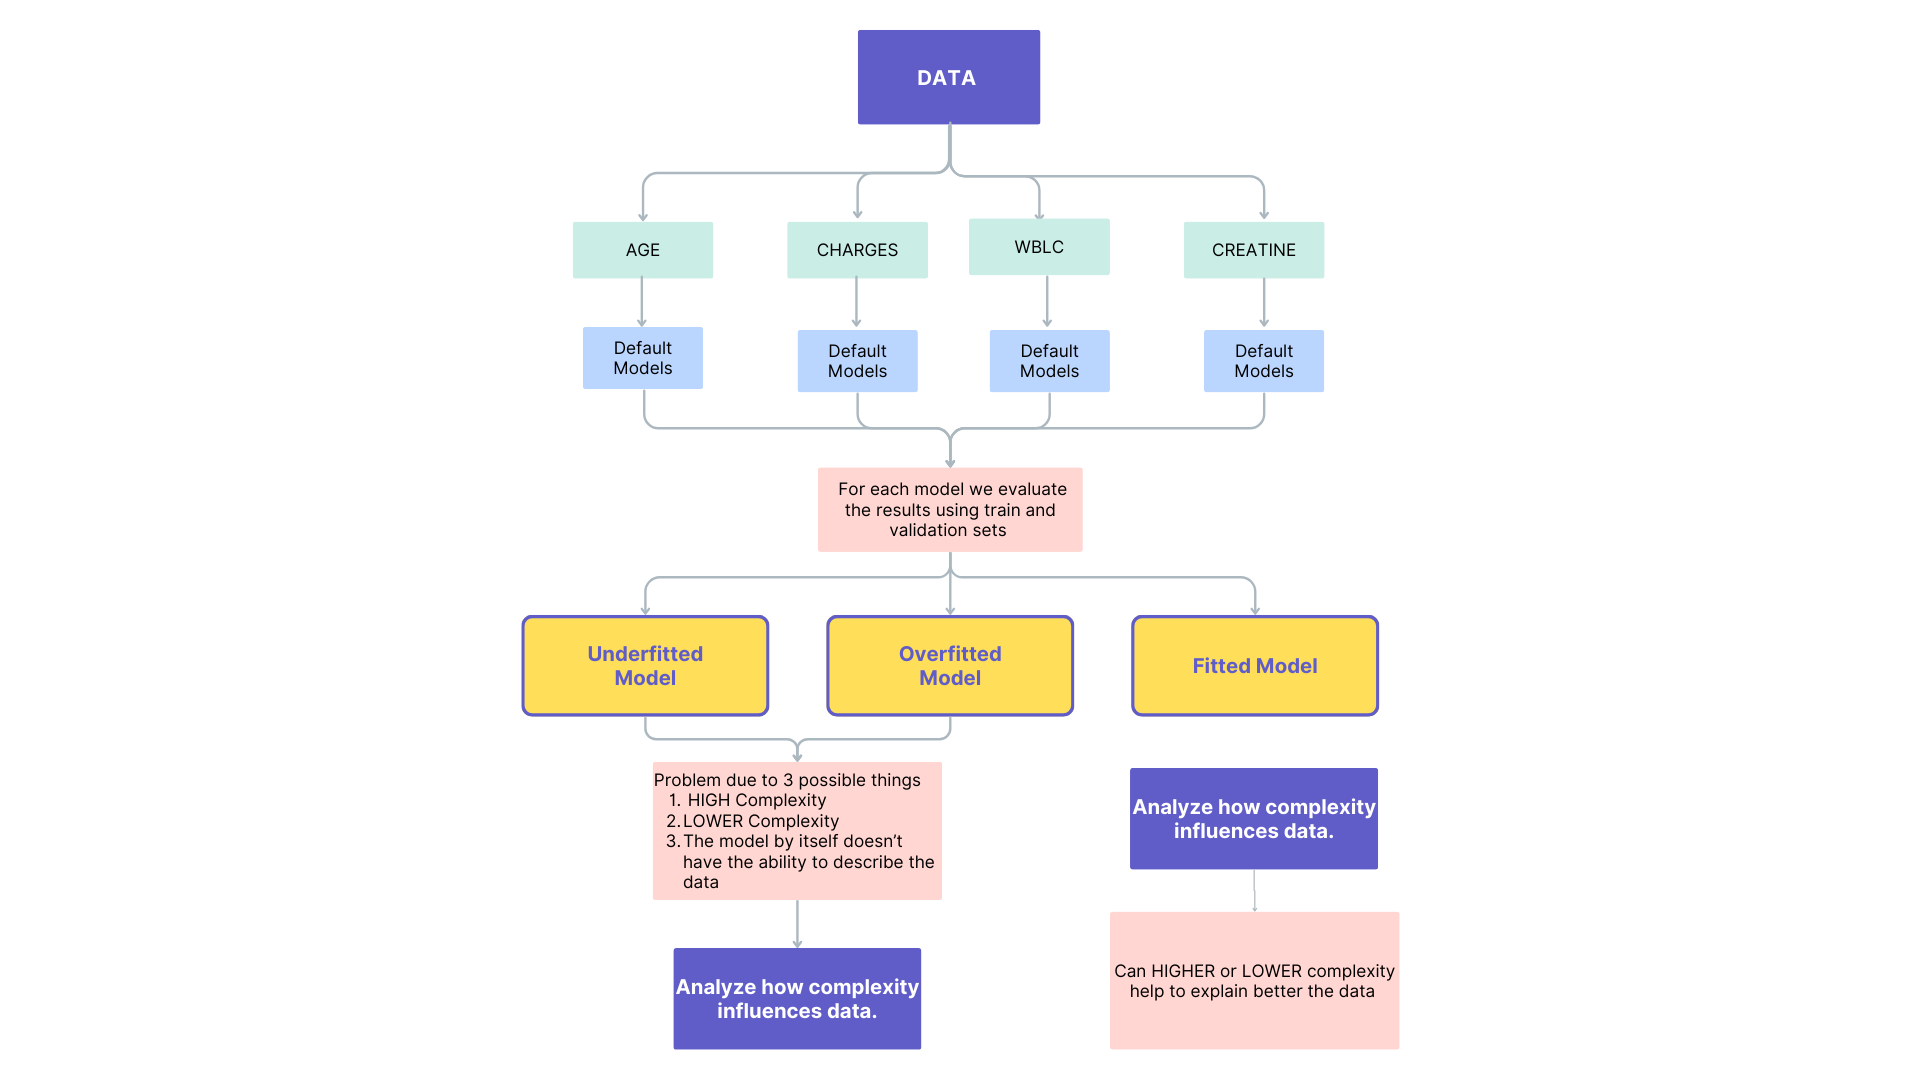 DATA
AGE
CHARGES
WBLC
CREATINE
Default
Models
Default
Models
Default
Models
Default
Models
For each model we evaluate
the results using train and
validation sets
Underfitted
Model
Overfitted
Model
Fitted Model
Problem due to 3 possible things
1. HIGH Complexity
2. LOWER Complexity
3. The model by itself doesn’t
have the ability to describe the
data
Analyze how complexity
influences data.
Analyze how complexity
influences data.
Can HIGHER or LOWER complexity
help to explain better the data